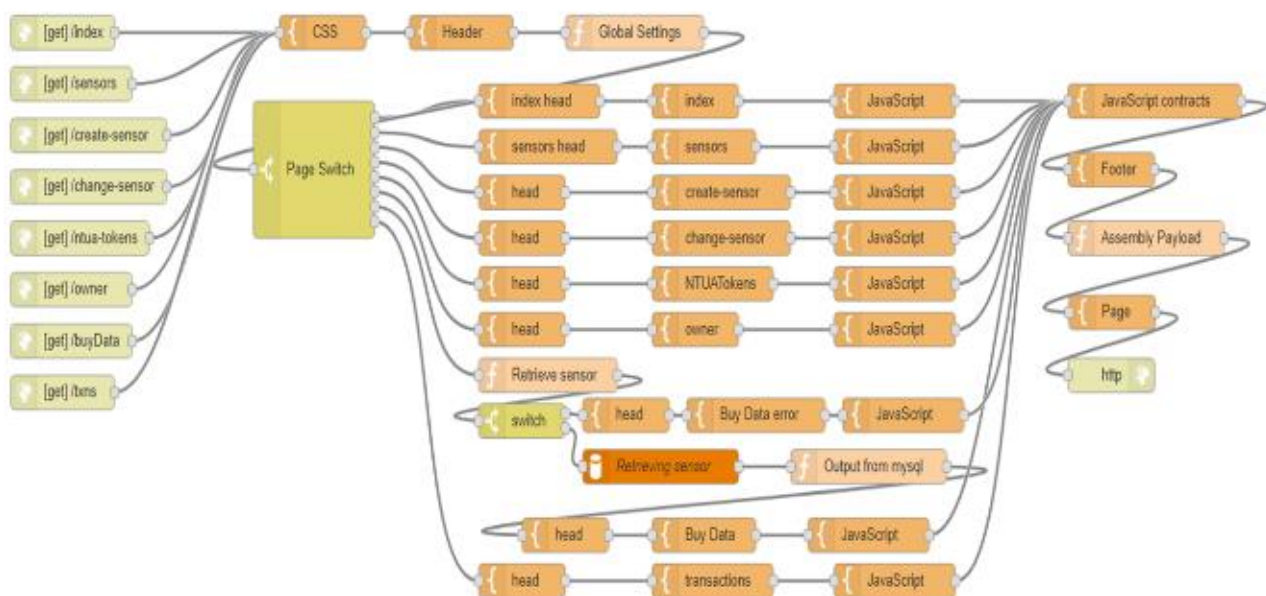 [get] /index
CSS
Header
Global Settings
[get] /sensors
[get] /create-sensor
[get] /change-sensor
[get] /ntua-tokens
[get] /owner
[get] /buyData
[get] /txns
Page Switch
index head
index
JavaScript
sensors head
sensors
JavaScript
head
create-sensor
JavaScript
head
change-sensor
JavaScript
head
NTUATokens
JavaScript
head
owner
JavaScript
Retrieve sensor
switch
head
Buy Data error
JavaScript
Retrieving sensor
Output from mysql
head
Buy Data
JavaScript
head
transactions
JavaScript
JavaScript contracts
Footer
Assembly Payload
Page
http